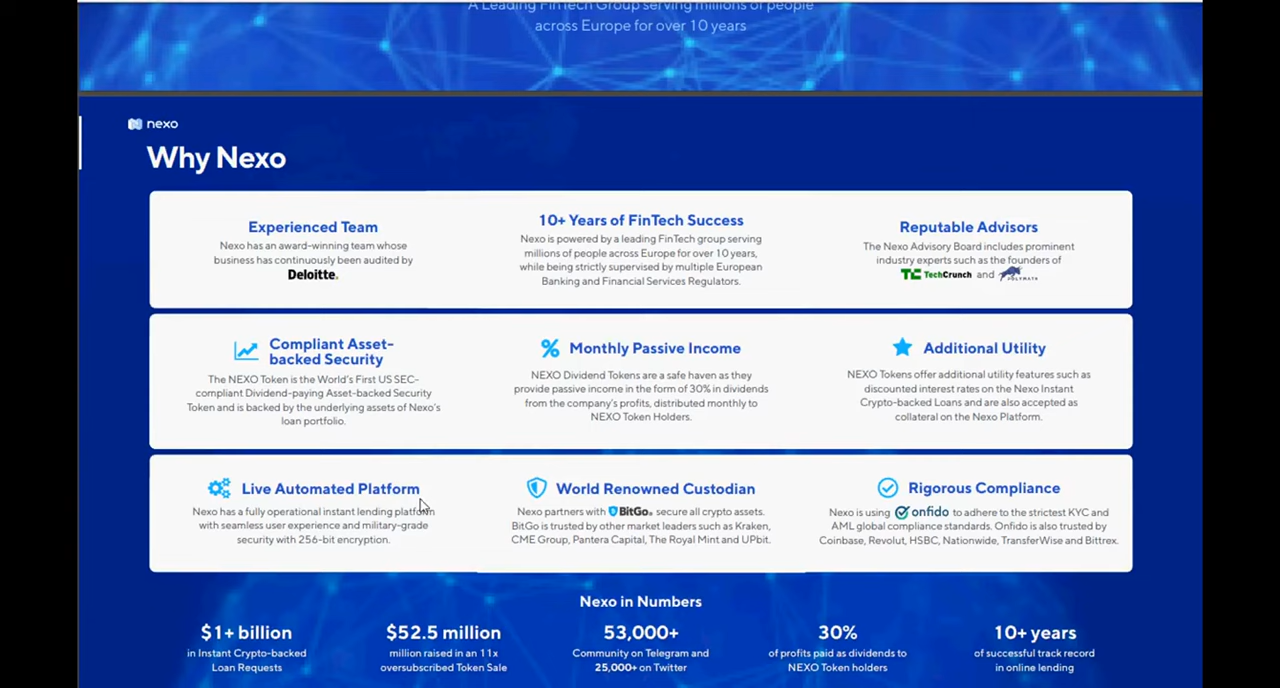 A Leading FinTech Group serving millions of people
across Europe for over 10 years
nexo
Why Nexo
Experienced Team
Nexo has an award-winning team whose
business has continuously been audited by
Deloitte.
10+ Years of FinTech Success
Nexo is powered by a leading FinTech group serving
millions of people across Europe for over 10 years,
while being strictly supervised by multiple European
Banking and Financial Services Regulators.
Reputable Advisors
The Nexo Advisory Board includes prominent
industry experts such as the founders of
TC TechCrunch and POLYMATH
Compliant Asset-
backed Security
The NEXO Token is the World's First US SEC-
compliant Dividend-paying Asset-backed Security
Token and is backed by the underlying assets of Nexo's
loan portfolio.
Monthly Passive Income
NEXO Dividend Tokens are a safe haven as they
provide passive income in the form of 30% in dividends
from the company's profits, distributed monthly to
NEXO Token Holders.
Additional Utility
NEXO Tokens offer additional utility features such as
discounted interest rates on the Nexo Instant
Crypto-backed Loans and are also accepted as
collateral on the Nexo Platform.
Live Automated Platform
Nexo has a fully operational instant lending platform
with seamless user experience and military-grade
security with 256-bit encryption.
World Renowned Custodian
Nexo partners with BitGo. secure all crypto assets.
BitGo is trusted by other market leaders such as Kraken,
CME Group, Pantera Capital, The Royal Mint and UPbit.
Rigorous Compliance
Nexo is using onfido to adhere to the strictest KYC and
AML global compliance standards. Onfido is also trusted by
Coinbase, Revolut, HSBC, Nationwide, TransferWise and Bittrex.
Nexo in Numbers
$1+ billion
in Instant Crypto-backed
Loan Requests
$52.5 million
million raised in an 11x
oversubscribed Token Sale
53,000+
Community on Telegram and
25,000+ on Twitter
30%
of profits paid as dividends to
NEXO Token holders
10+ years
of successful track record
in online lending